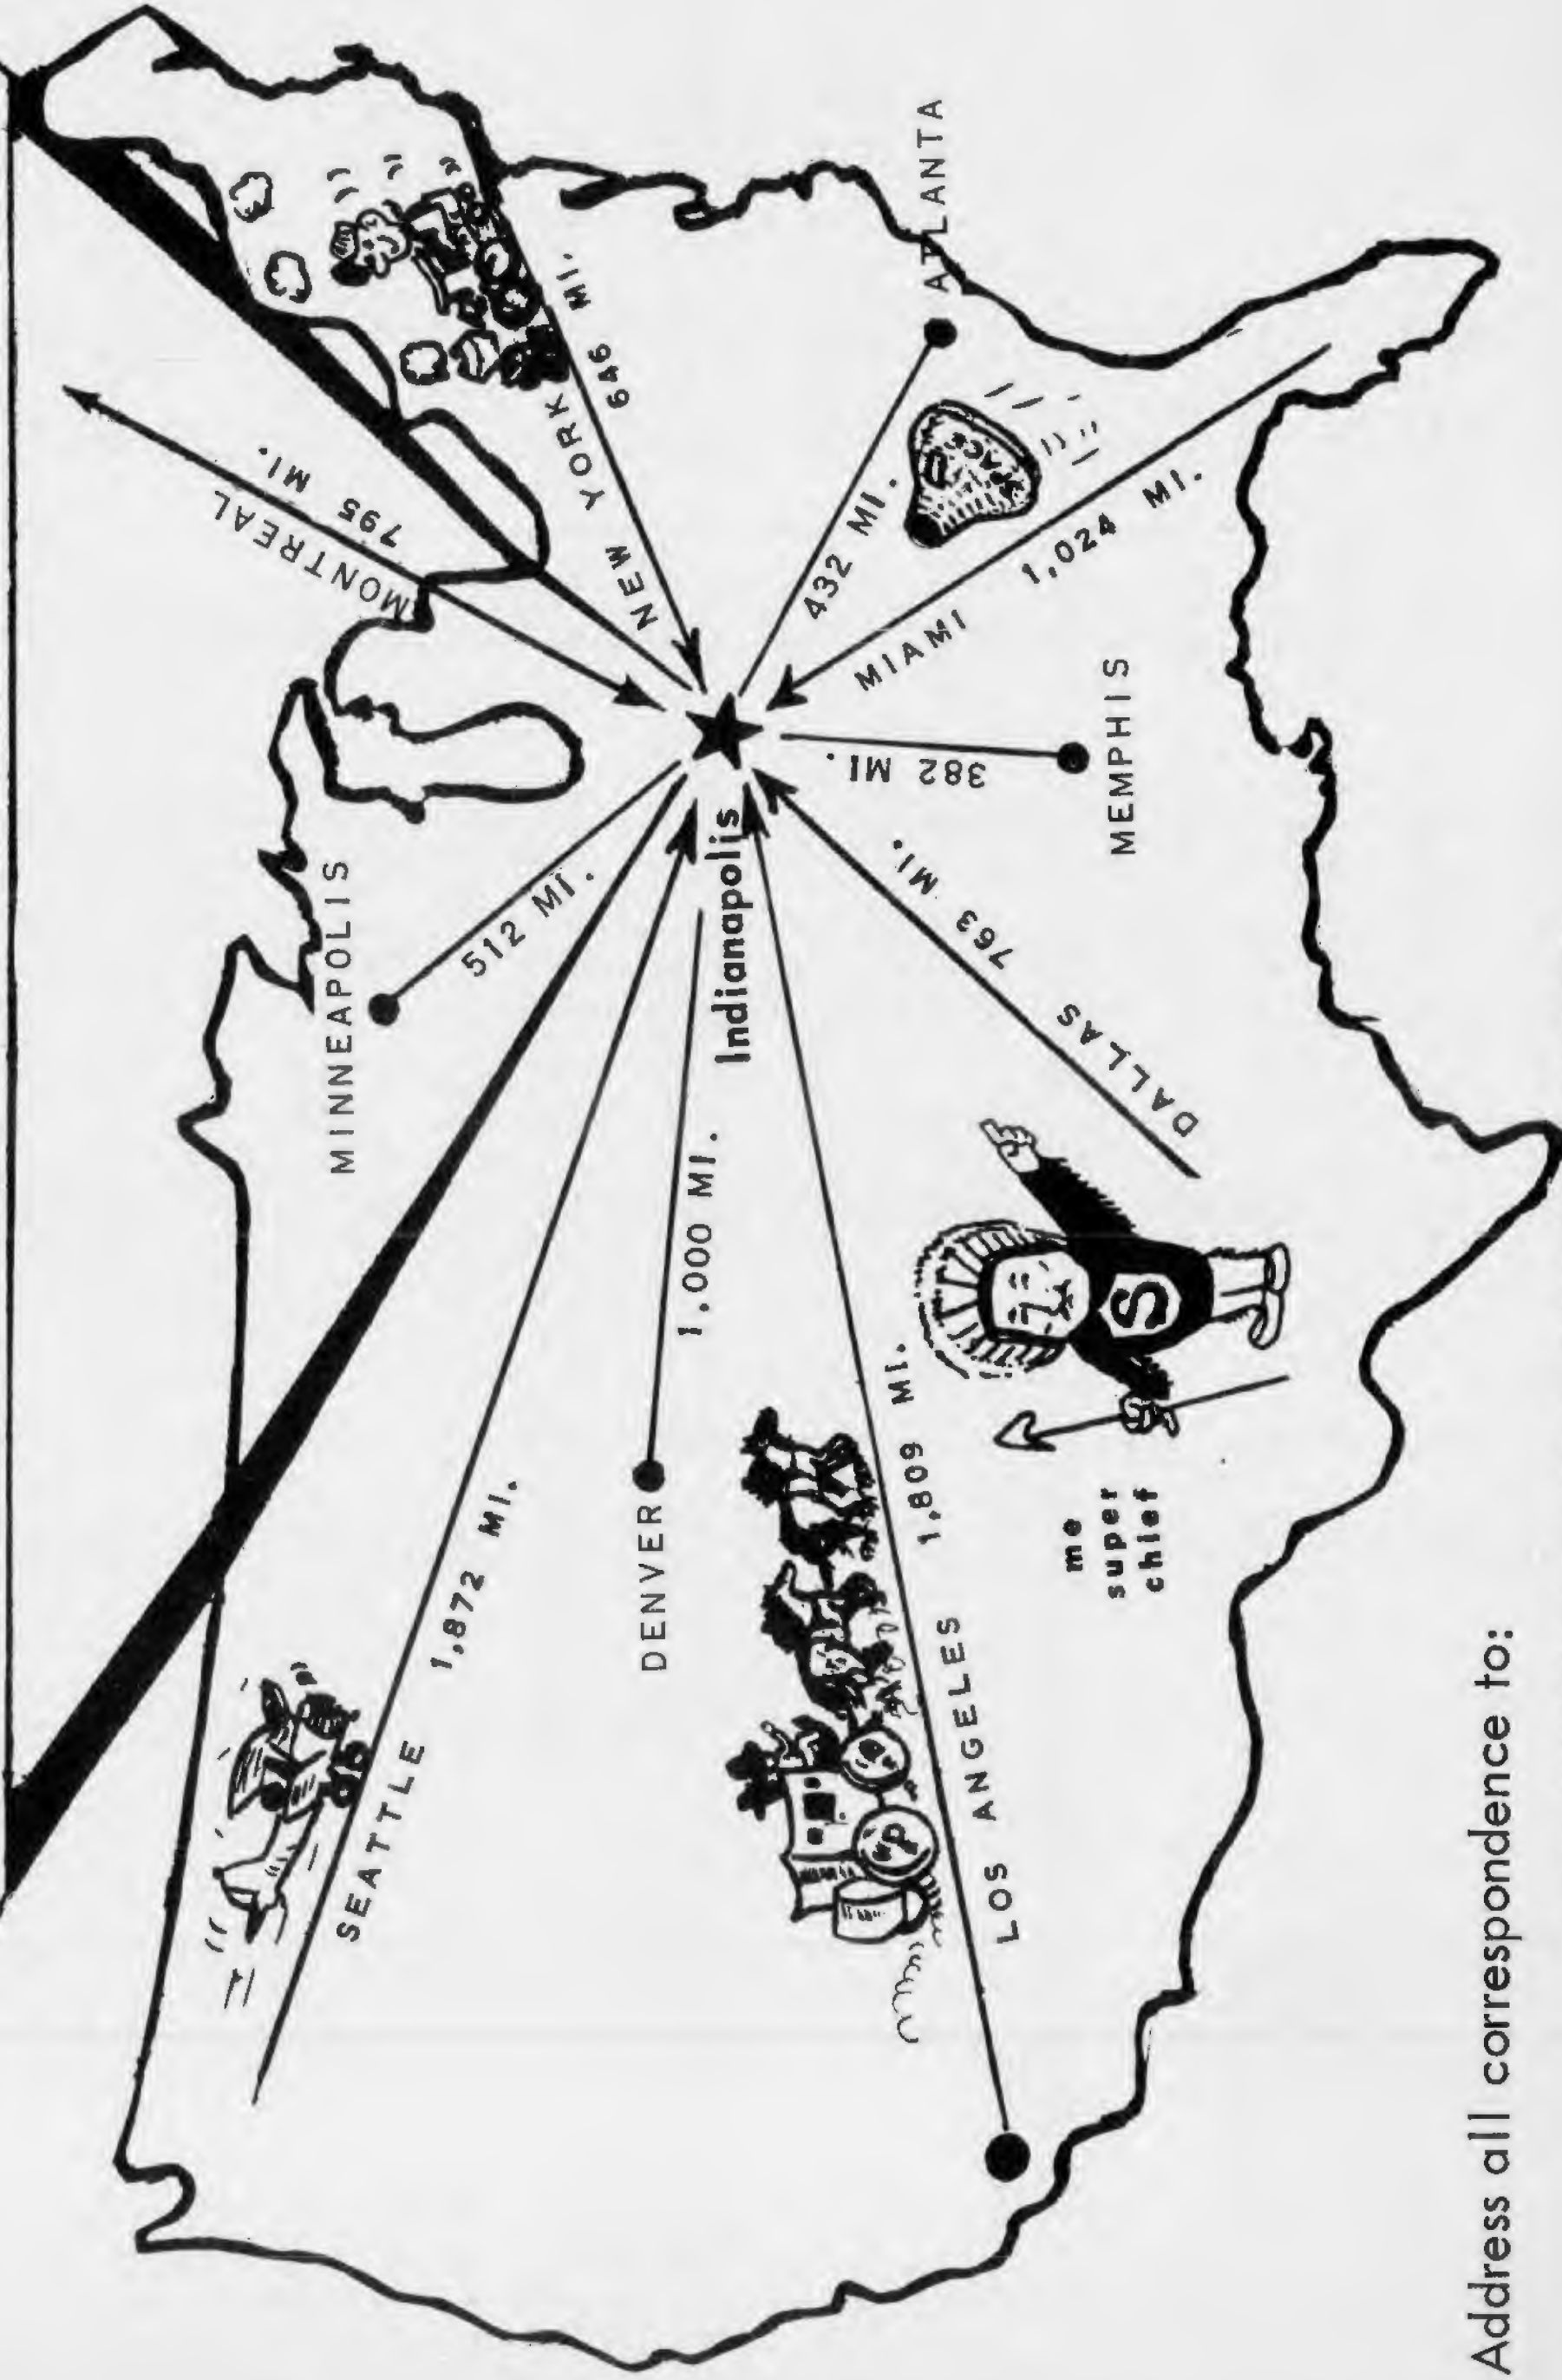 MONTREAL
795 MI.
NEW YORK
646 MI.
MINNEAPOLIS
512 MI.
SEATTLE 1,872 MI.
DENVER
1,000 MI.
Indianapolis
432 MI.
ATLANTA
SPACE
U
MIAMI 1,024 MI.
382 MI.
MEMPHIS
763 MI.
DALLAS
LOS ANGELES 1,809 MI.
S
me
super
chief
Address all correspondence to: